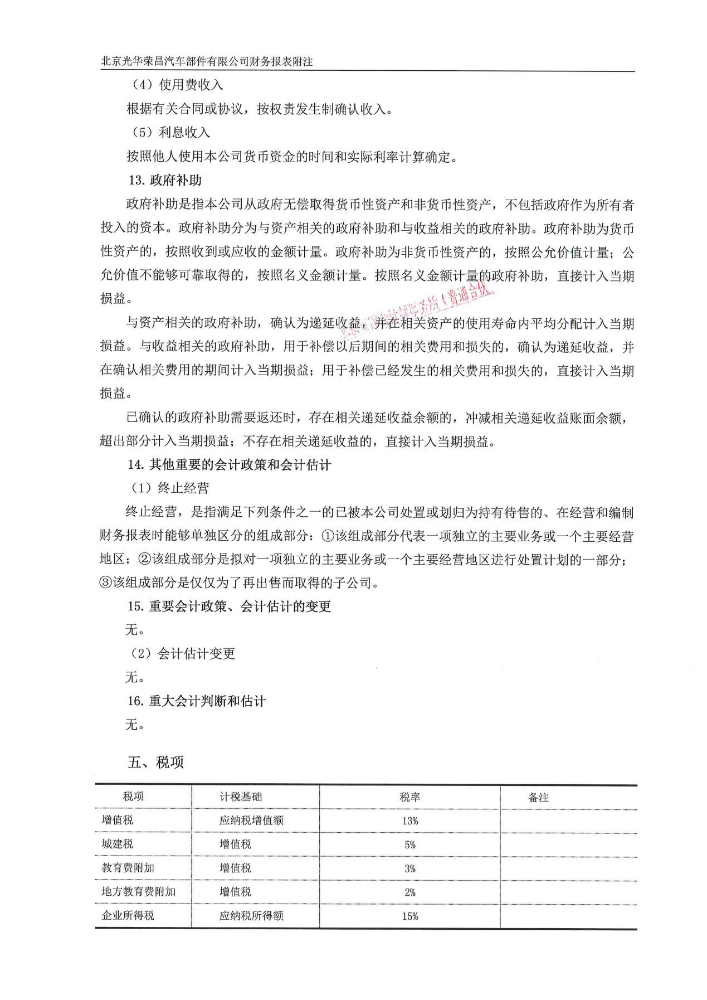 北京光华荣昌汽车部件有限公司财务报表附注
（4）使用费收入
根据有关合同或协议，按权责发生制确认收入。
（5）利息收入
按照他人使用本公司货币资金的时间和实际利率计算确定。
13. 政府补助
政府补助是指本公司从政府无偿取得货币性资产和非货币性资产，不包括政府作为所有者
投入的资本。政府补助分为与资产相关的政府补助和与收益相关的政府补助。政府补助为货币
性资产的，按照收到或应收的金额计量。政府补助为非货币性资产的，按照公允价值计量；公
允价值不能够可靠取得的，按照名义金额计量。按照名义金额计量的政府补助，直接计入当期
损益。
事务所（普通合伙
与资产相关的政府补助，确认为递延收益，并在相关资产的使用寿命内平均分配计入当期
损益。与收益相关的政府补助，用于补偿以后期间的相关费用和损失的，确认为递延收益，并
在确认相关费用的期间计入当期损益；用于补偿已经发生的相关费用和损失的，直接计入当期
损益。
已确认的政府补助需要返还时，存在相关递延收益余额的，冲减相关递延收益账面余额，
超出部分计入当期损益；不存在相关递延收益的，直接计入当期损益。
14. 其他重要的会计政策和会计估计
（1）终止经营
终止经营，是指满足下列条件之一的已被本公司处置或划归为持有待售的、在经营和编制
财务报表时能够单独区分的组成部分：①该组成部分代表一项独立的主要业务或一个主要经营
地区；②该组成部分是拟对一项独立的主要业务或一个主要经营地区进行处置计划的一部分；
③该组成部分是仅仅为了再出售而取得的子公司。
15. 重要会计政策、会计估计的变更
无。
（2）会计估计变更
无。
16. 重大会计判断和估计
无。
五、税项
税项 计税基础 税率 备注
增值税 应纳税增值额 13%
城建税 增值税 5%
教育费附加 增值税 3%
地方教育费附加 增值税 2%
企业所得税 应纳税所得额 15%